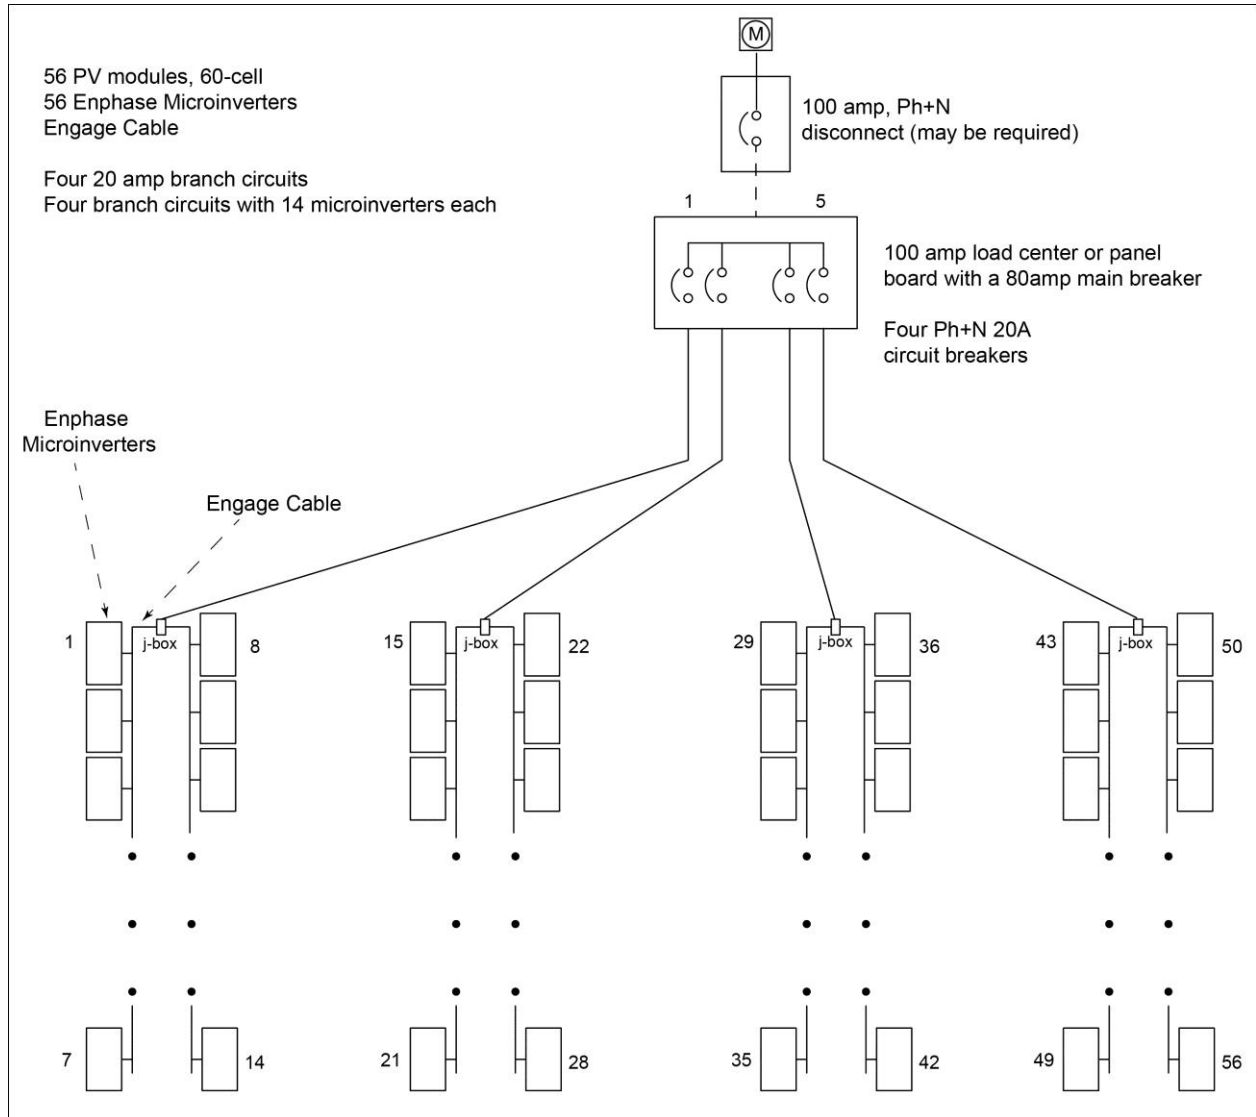 56 PV modules, 60-cell
56 Enphase Microinverters
Engage Cable
Four 20 amp branch circuits
Four branch circuits with 14 microinverters each
M
100 amp, Ph+N
disconnect (may be required)
1
5
100 amp load center or panel
board with a 80amp main breaker
Four Ph+N 20A
circuit breakers
Enphase
Microinverters
Engage Cable
1
j-box
8
15
j-box
22
29
j-box
36
43
j-box
50
7
14
21
28
35
42
49
56